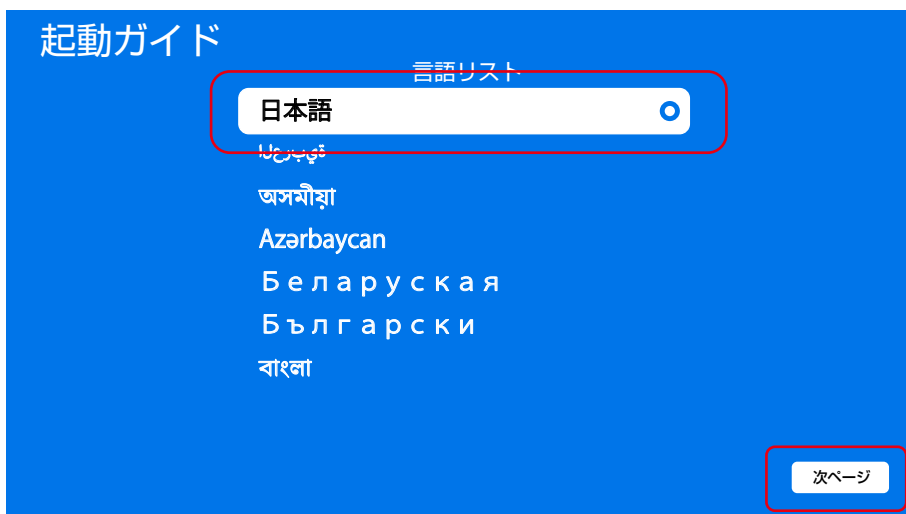 起動ガイド
言語リスト
日本語
ةيبرعلا
অসমীয়া
Azərbaycan
Беларуская
Български
বাংলা
次ページ